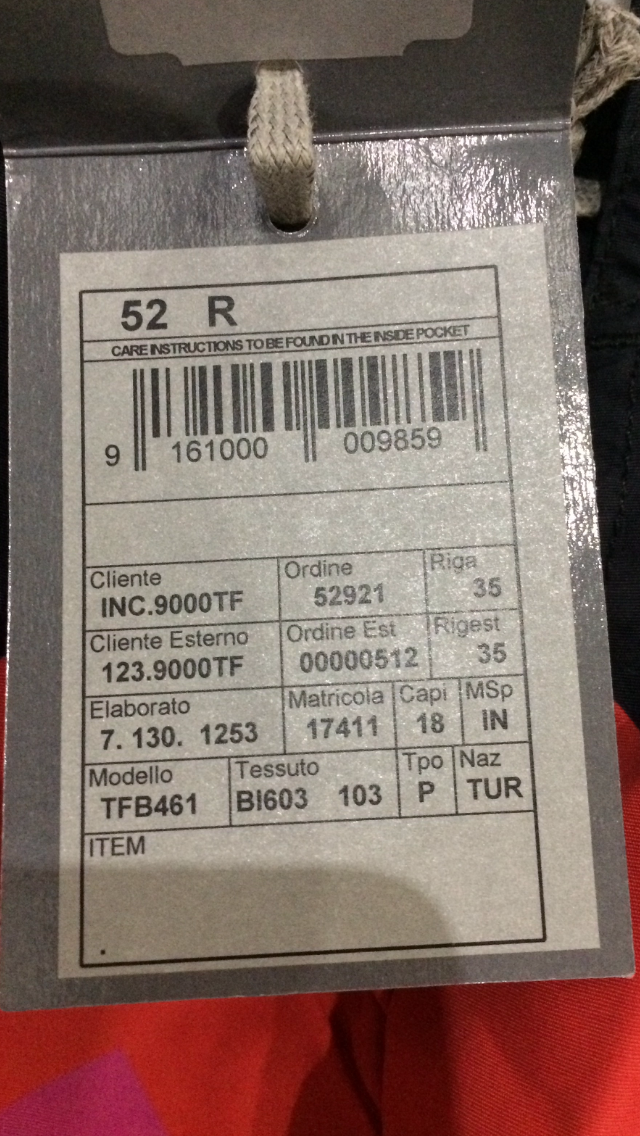 52 R
CARE INSTRUCTIONS TO BE FOUND IN THE INSIDE POCKET
9 161000 009859
Cliente Ordine Riga
INC.9000TF 52921 35
Cliente Esterno Ordine Est Rigest
123.9000TF 00000512 35
Elaborato Matricola Capi MSp
7. 130. 1253 17411 18 IN
Modello Tessuto Tpo Naz
TFB461 BI603 103 P TUR
ITEM
.